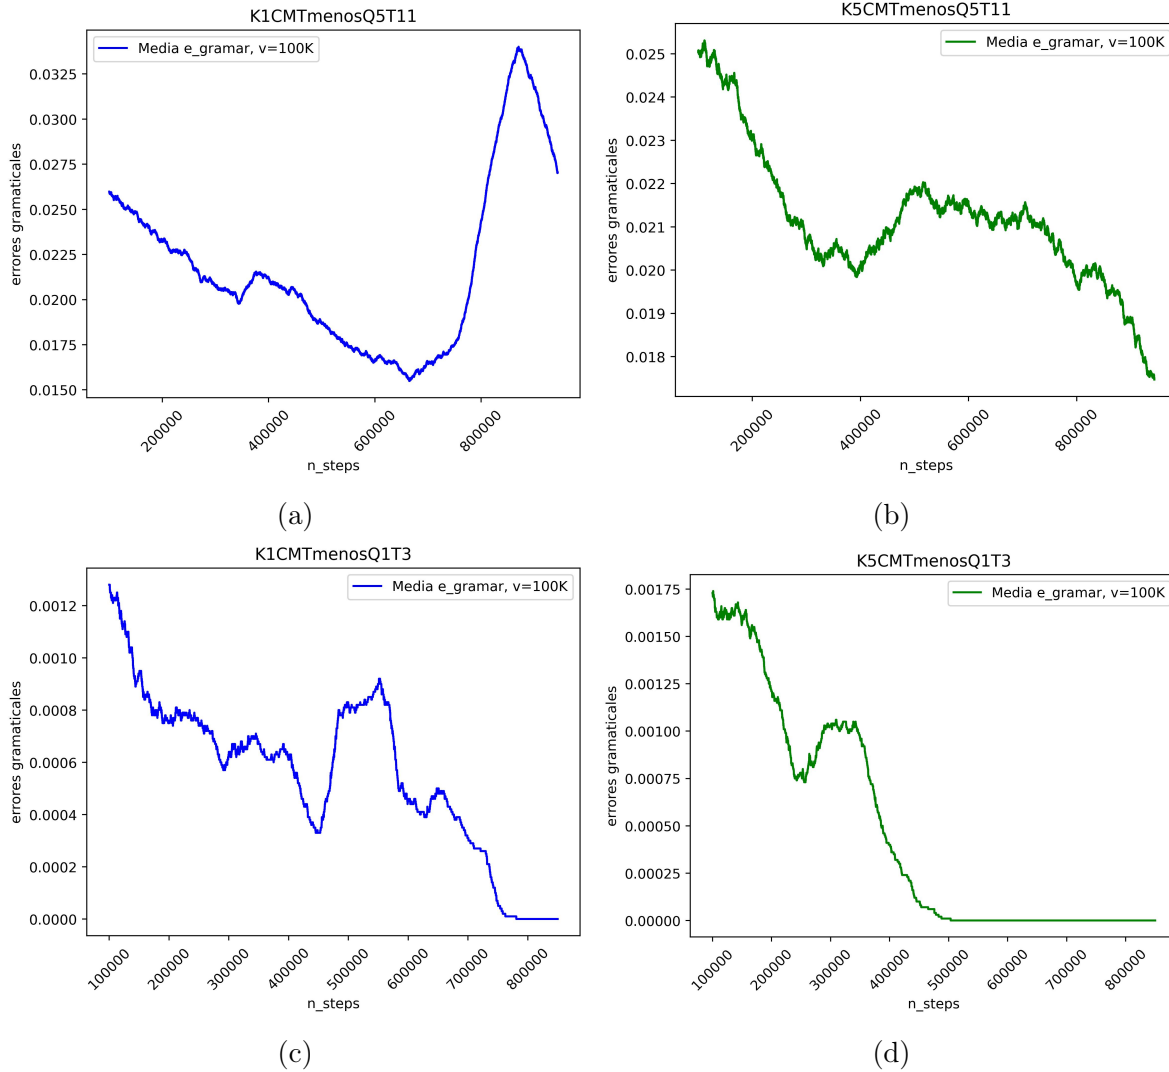 K1CMTmenosQ5T11
Media e_gramar, v=100K
errores gramaticales
0.0325
0.0300
0.0275
0.0250
0.0225
0.0200
0.0175
0.0150
200000
400000
600000
800000
n_steps
(a)
K5CMTmenosQ5T11
Media e_gramar, v=100K
errores gramaticales
0.025
0.024
0.023
0.022
0.021
0.020
0.019
0.018
200000
400000
600000
800000
n_steps
(b)
K1CMTmenosQ1T3
Media e_gramar, v=100K
errores gramaticales
0.0012
0.0010
0.0008
0.0006
0.0004
0.0002
0.0000
100000
200000
300000
400000
500000
600000
700000
800000
n_steps
(c)
K5CMTmenosQ1T3
Media e_gramar, v=100K
errores gramaticales
0.00175
0.00150
0.00125
0.00100
0.00075
0.00050
0.00025
0.00000
100000
200000
300000
400000
500000
600000
700000
800000
n_steps
(d)